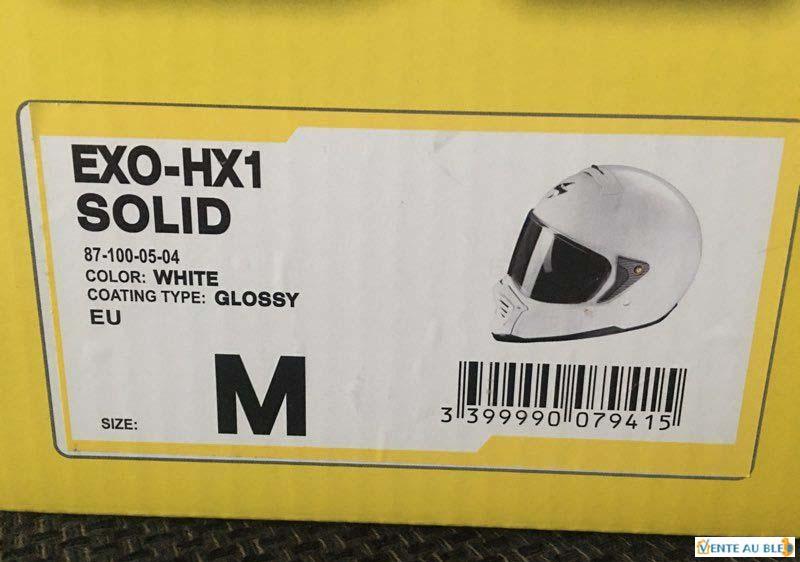 EXO-HX1
SOLID
87-100-05-04
COLOR: WHITE
COATING TYPE: GLOSSY
EU
SIZE: M
3 399990 079415
VENTE AU BLE